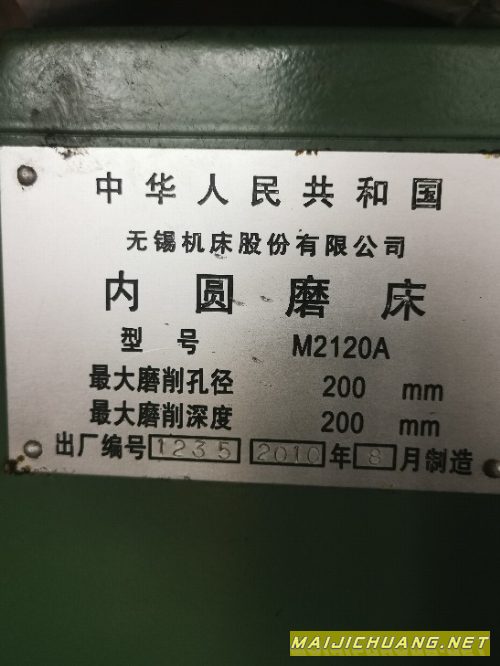 中华人民共和国
无锡机床股份有限公司
内圆磨床
型号 M2120A
最大磨削孔径 200 mm
最大磨削深度 200 mm
出厂编号 1235 2010 年 8 月制造
MAIJICHUANG.NET